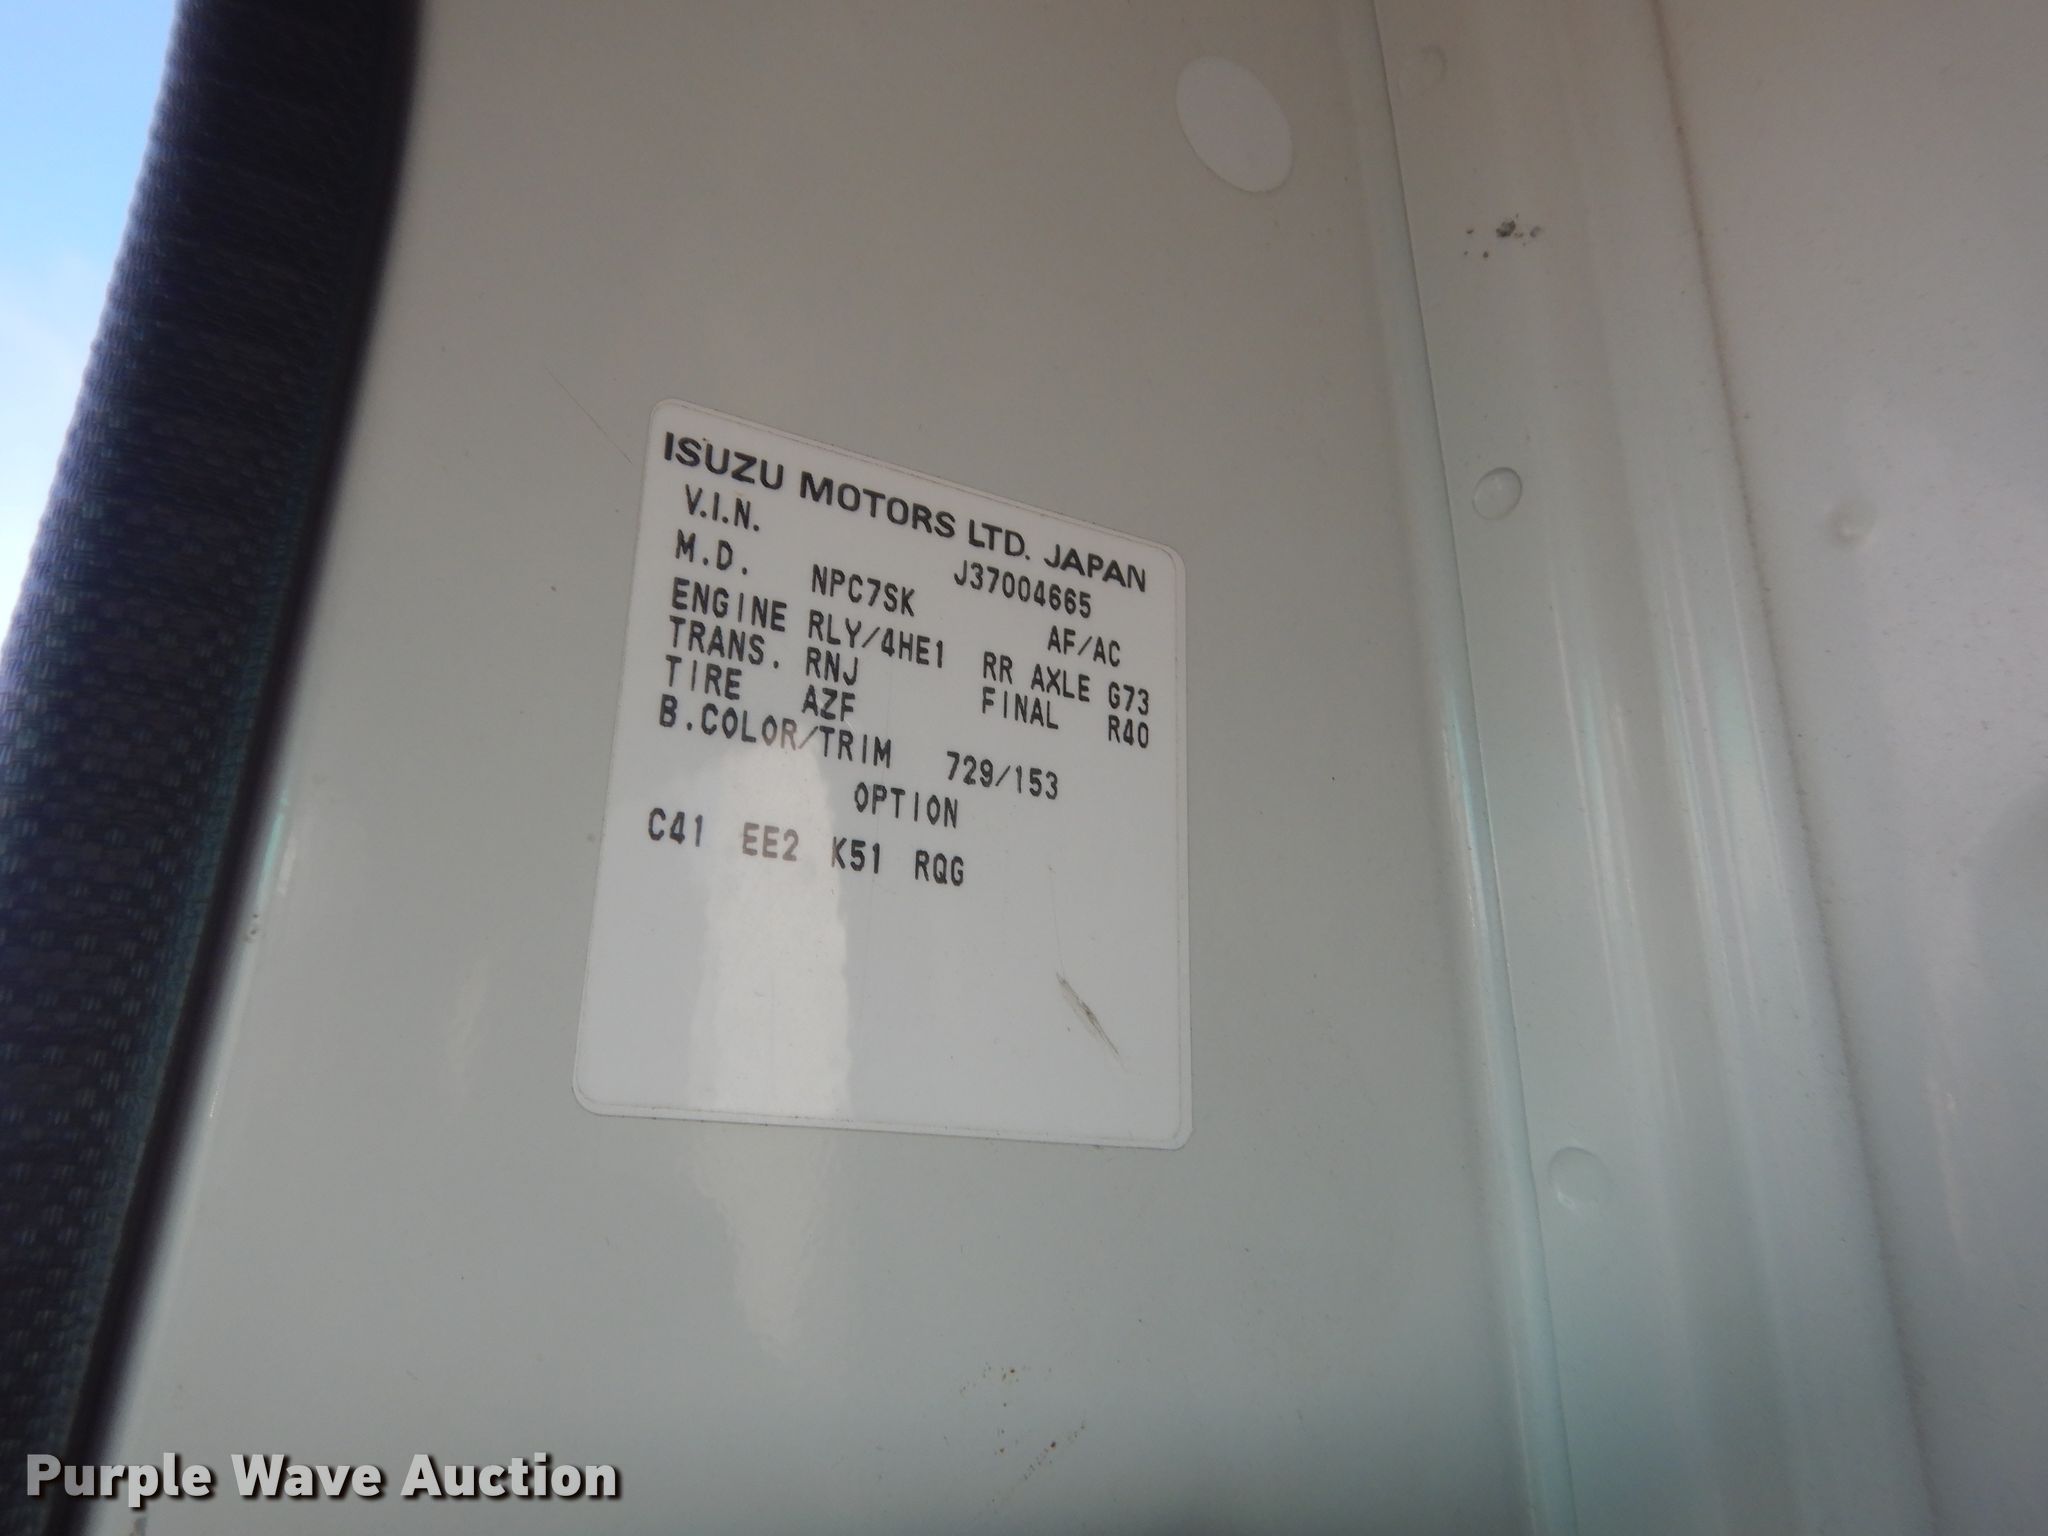 ISUZU MOTORS LTD. JAPAN
V.I.N. J37004665
M.D. NPC7SK AF/AC
ENGINE RLY/4HE1 RR AXLE G73
TRANS. RNJ FINAL R40
TIRE AZF
B.COLOR/TRIM 729/153
OPTION
C41 EE2 K51 RQG
Purple Wave Auction